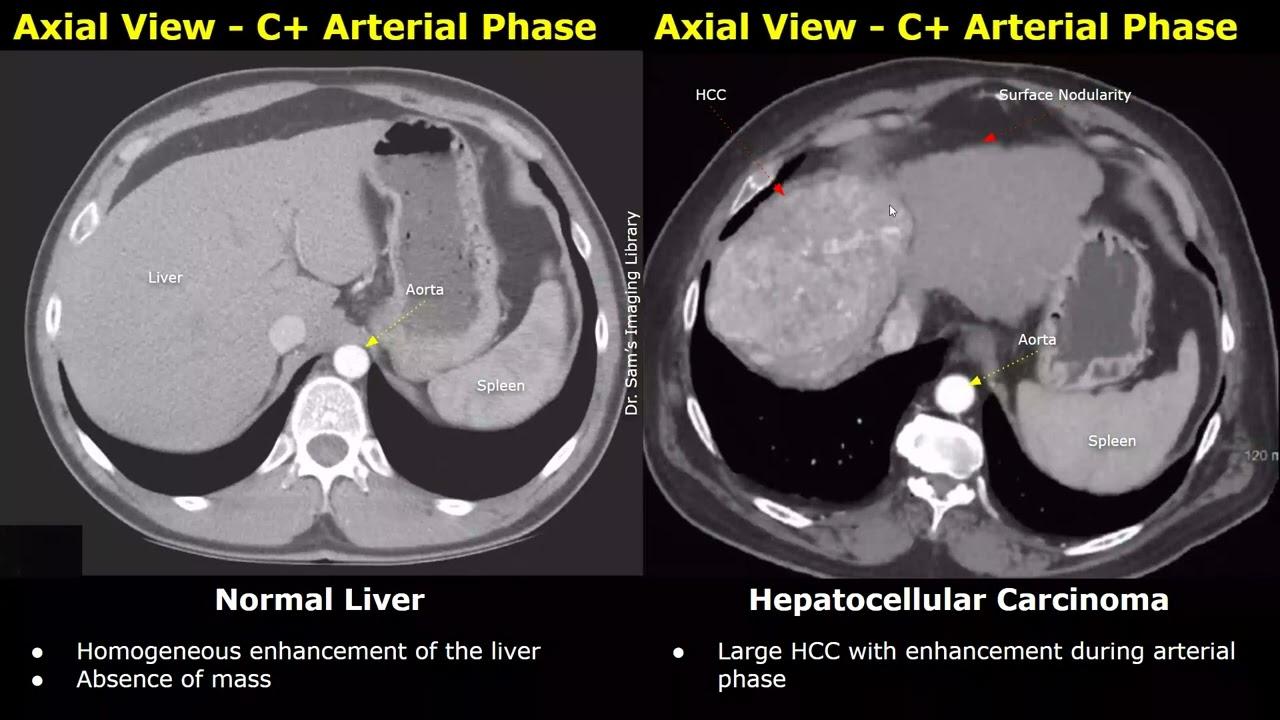 Axial View - C+ Arterial Phase
Liver
Aorta
Spleen
Dr. Sam's Imaging Library
Normal Liver
● Homogeneous enhancement of the liver
● Absence of mass
Axial View - C+ Arterial Phase
HCC
Surface Nodularity
Aorta
Spleen
120 m
Hepatocellular Carcinoma
● Large HCC with enhancement during arterial
phase